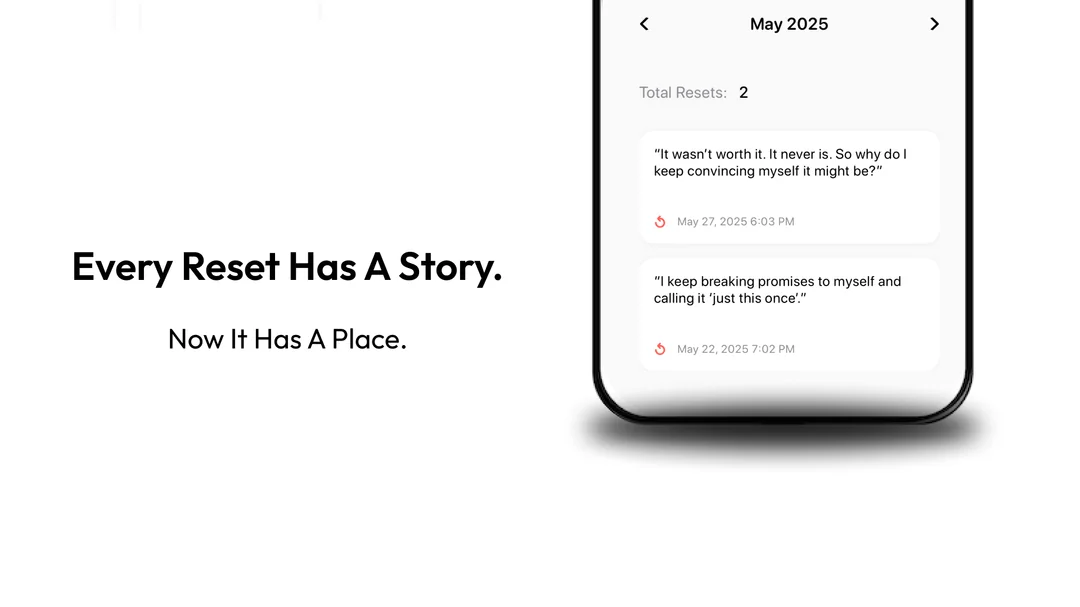 Every Reset Has A Story.
Now It Has A Place.
May 2025
Total Resets: 2
“It wasn’t worth it. It never is. So why do I
keep convincing myself it might be?”
May 27, 2025 6:03 PM
“I keep breaking promises to myself and
calling it ‘just this once’.”
May 22, 2025 7:02 PM